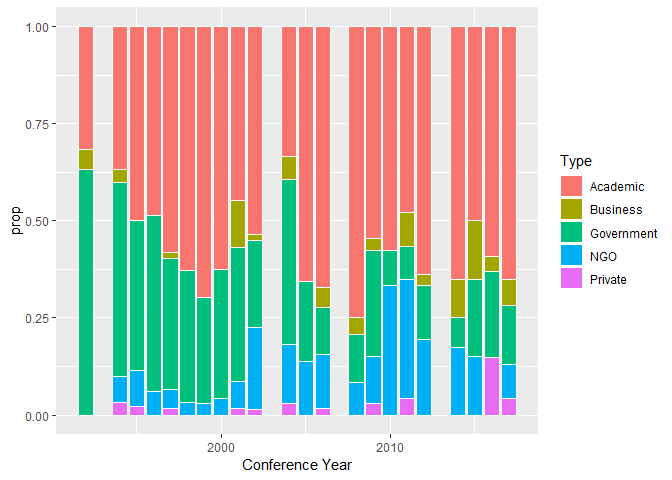 1.00
0.75
0.50
0.25
0.00
prop
2000
2010
Conference Year
Type
Academic
Business
Government
NGO
Private